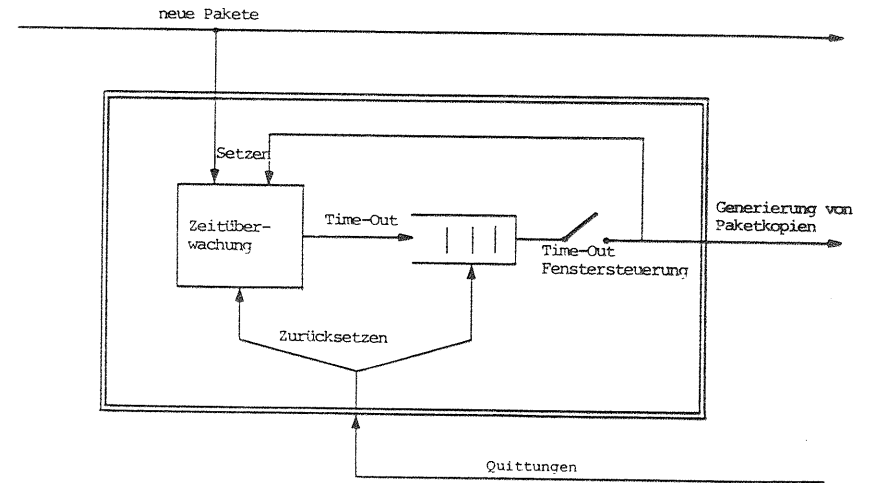 neue Pakete
Setzen
Generierung von
Paketkopien
Zeitüber-
wachung
Time-Out
Time-Out
Fenstersteuerung
Zurücksetzen
Quittungen